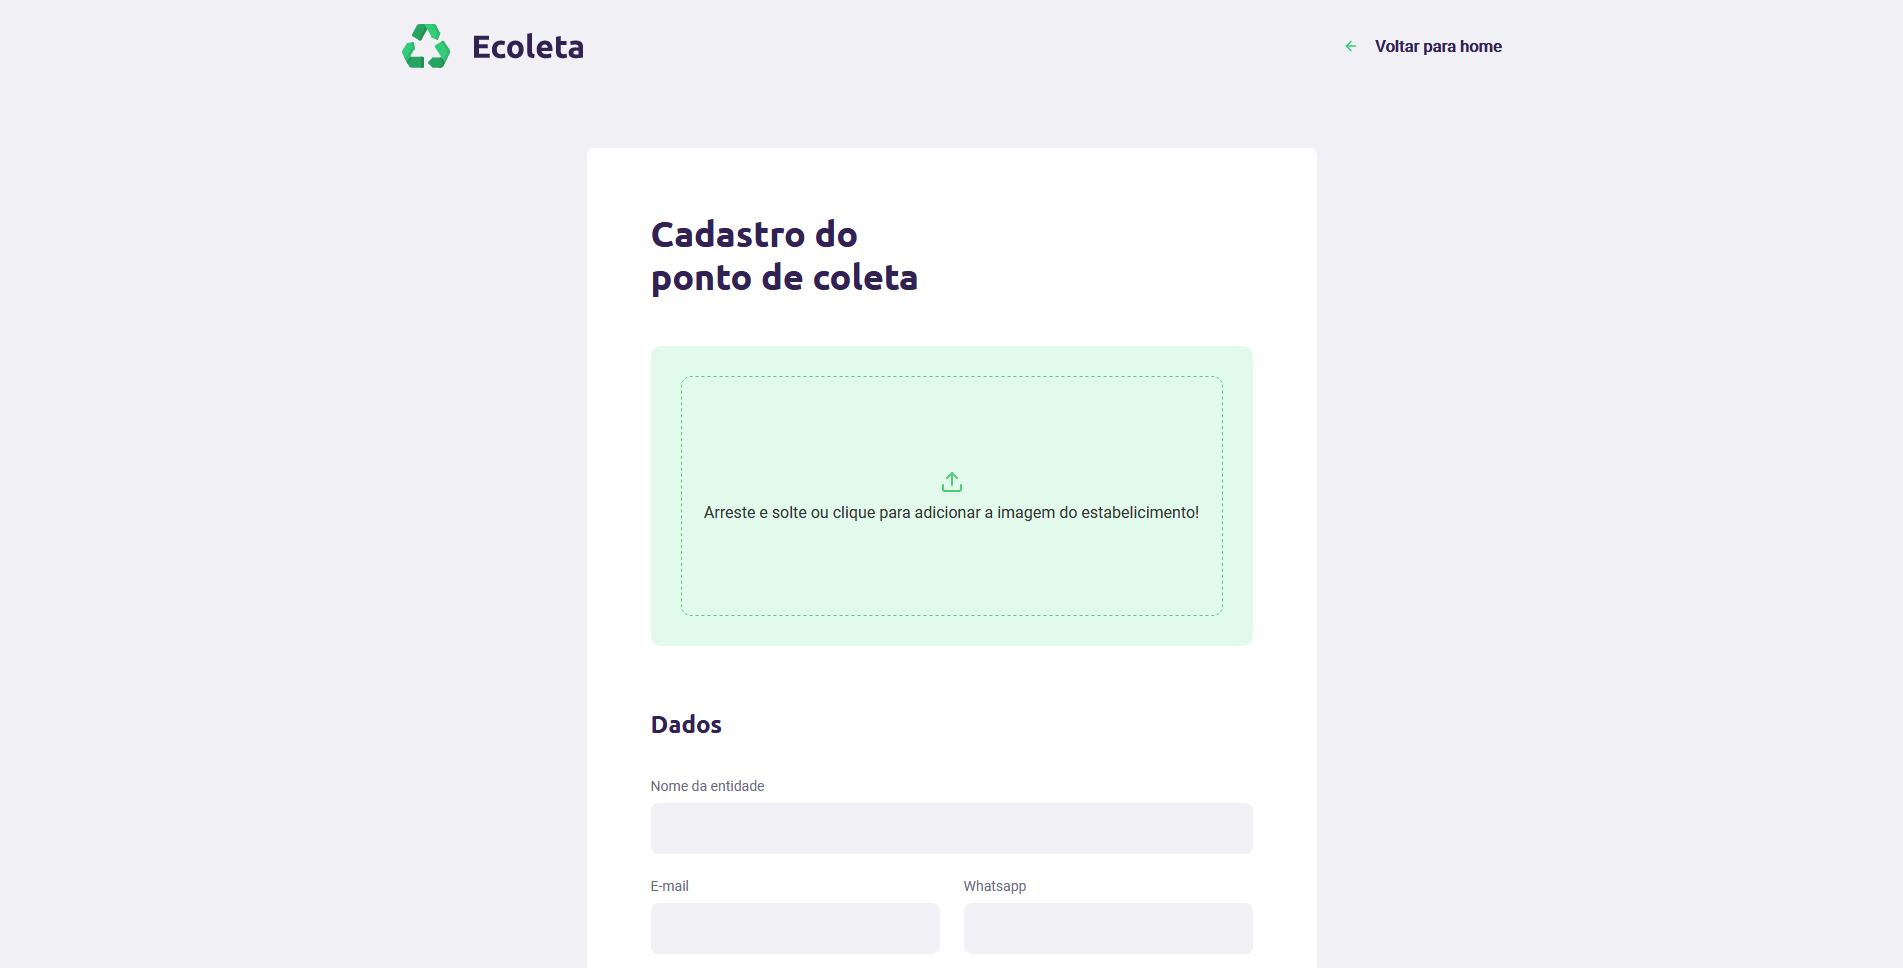 Ecoleta
Voltar para home
Cadastro do
ponto de coleta
Arreste e solte ou clique para adicionar a imagem do estabelicimento!
Dados
Nome da entidade
E-mail
Whatsapp